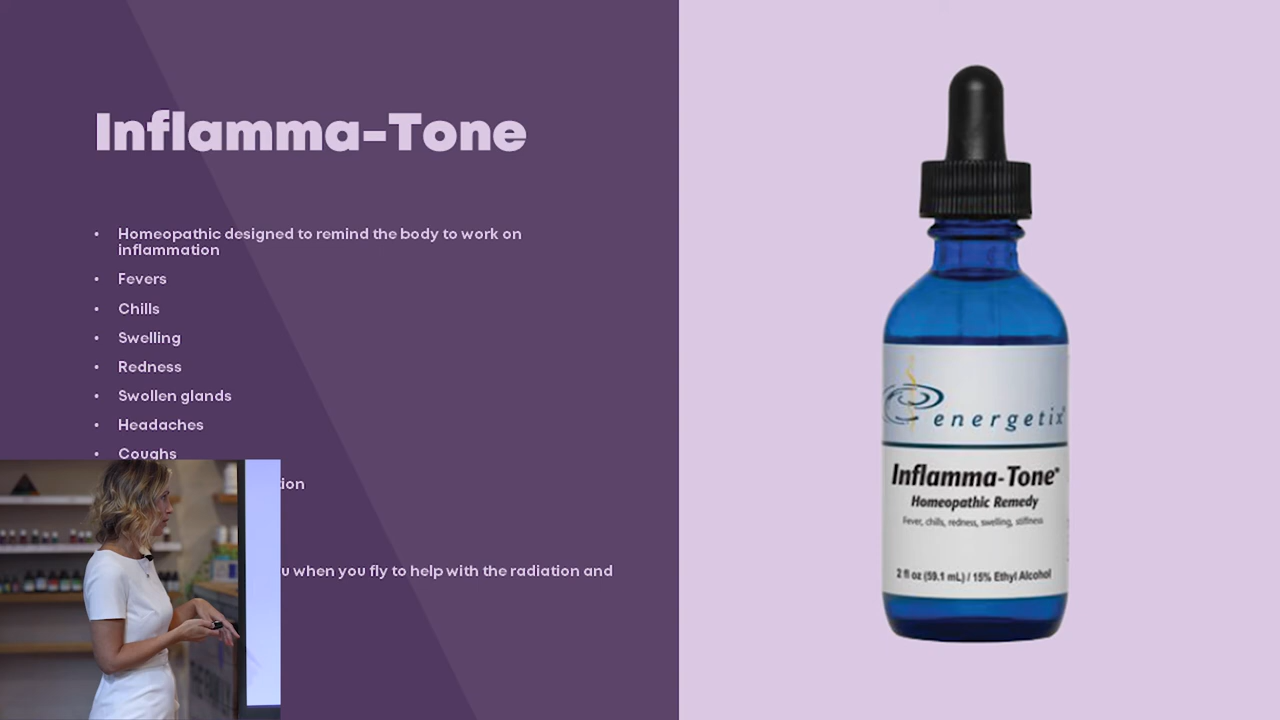 Inflamma-Tone
• Homeopathic designed to remind the body to work on
inflammation
• Fevers
• Chills
• Swelling
• Redness
• Swollen glands
• Headaches
• Coughs
tion
u when you fly to help with the radiation and
energetix
Inflamma-Tone
Homeopathic Remedy
Fever, chills, redness, swelling, stiffness
2 fl oz (59.1 mL) / 15% Ethyl Alcohol